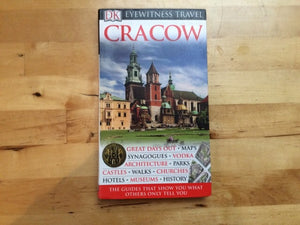 DK EYEWITNESS TRAVEL
CRACOW
GREAT DAYS OUT • MAPS
SYNAGOGUES • VODKA
ARCHITECTURE • PARKS
CASTLES • WALKS • CHURCHES
HOTELS • MUSEUMS • HISTORY
THE GUIDES THAT SHOW YOU WHAT
OTHERS ONLY TELL YOU